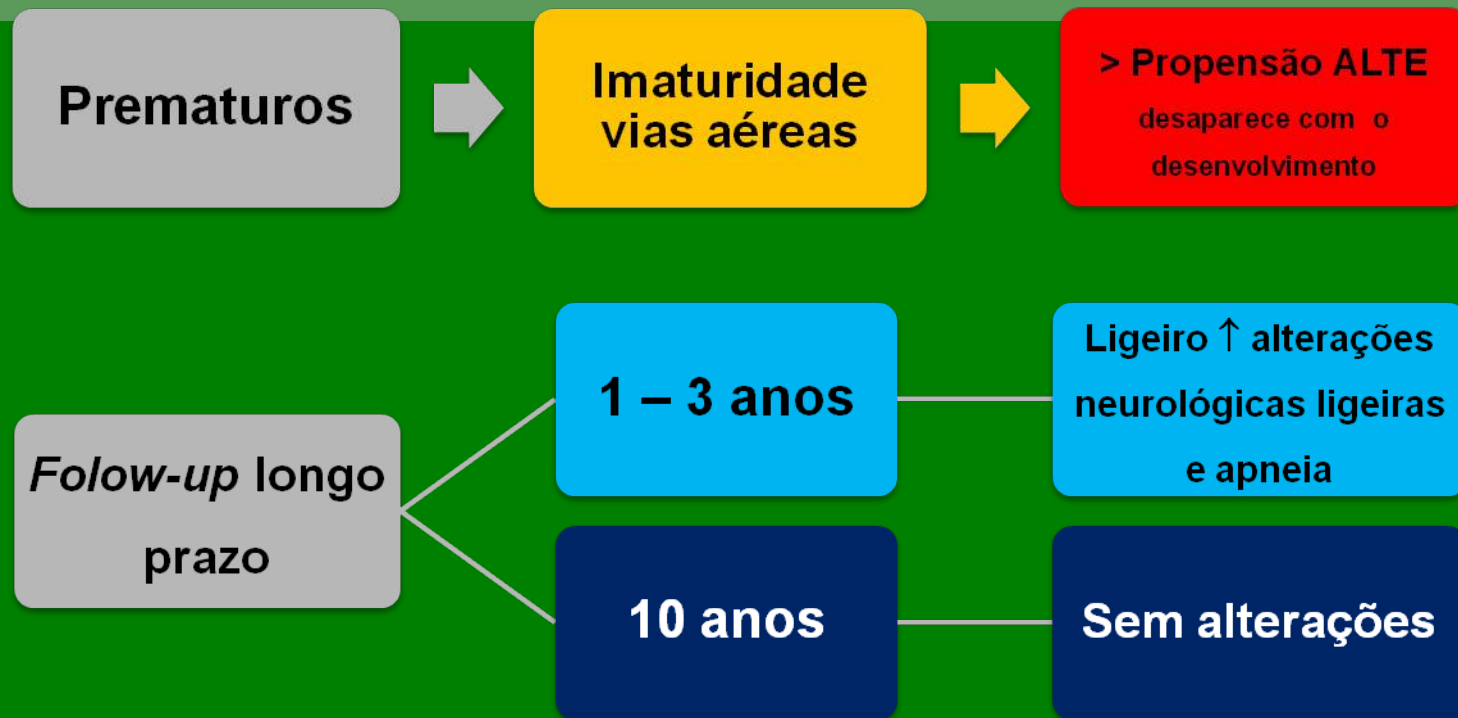 Prematuros
Imaturidade
vias aéreas
> Propensão ALTE
desaparece com o
desenvolvimento
Folow-up longo
prazo
1 – 3 anos
Ligeiro ↑ alterações
neurológicas ligeiras
e apneia
10 anos
Sem alterações